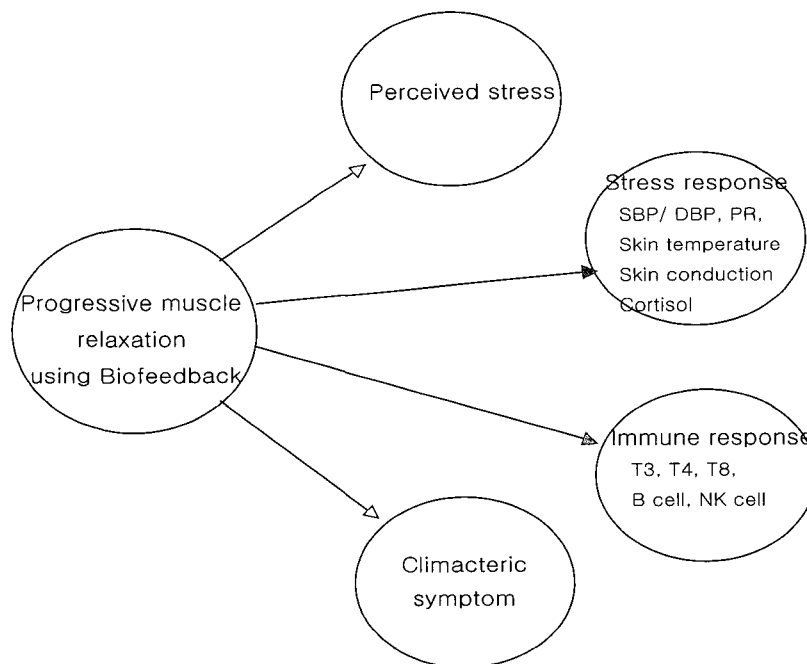 Perceived stress
Stress response
SBP/ DBP, PR,
Skin temperature
Skin conduction
Cortisol
Progressive muscle
relaxation
using Biofeedback
Immune response
T3, T4, T8,
B cell, NK cell
Climacteric
symptom